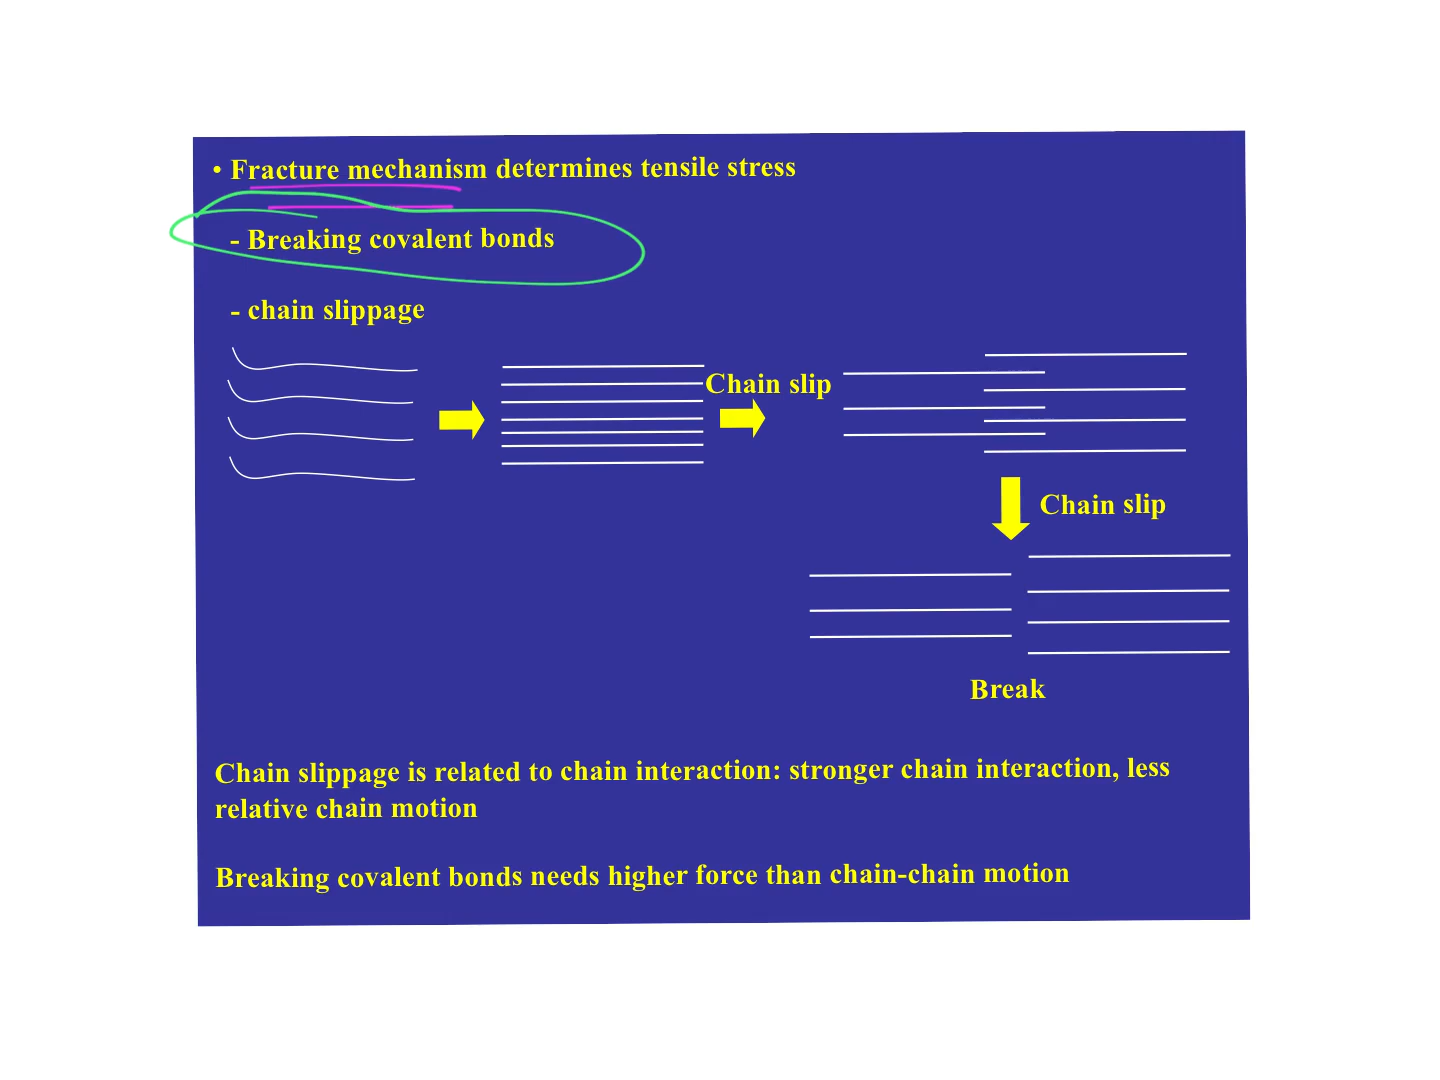 • Fracture mechanism determines tensile stress
- Breaking covalent bonds
- chain slippage
Chain slip
Chain slip
Break
Chain slippage is related to chain interaction: stronger chain interaction, less
relative chain motion
Breaking covalent bonds needs higher force than chain-chain motion